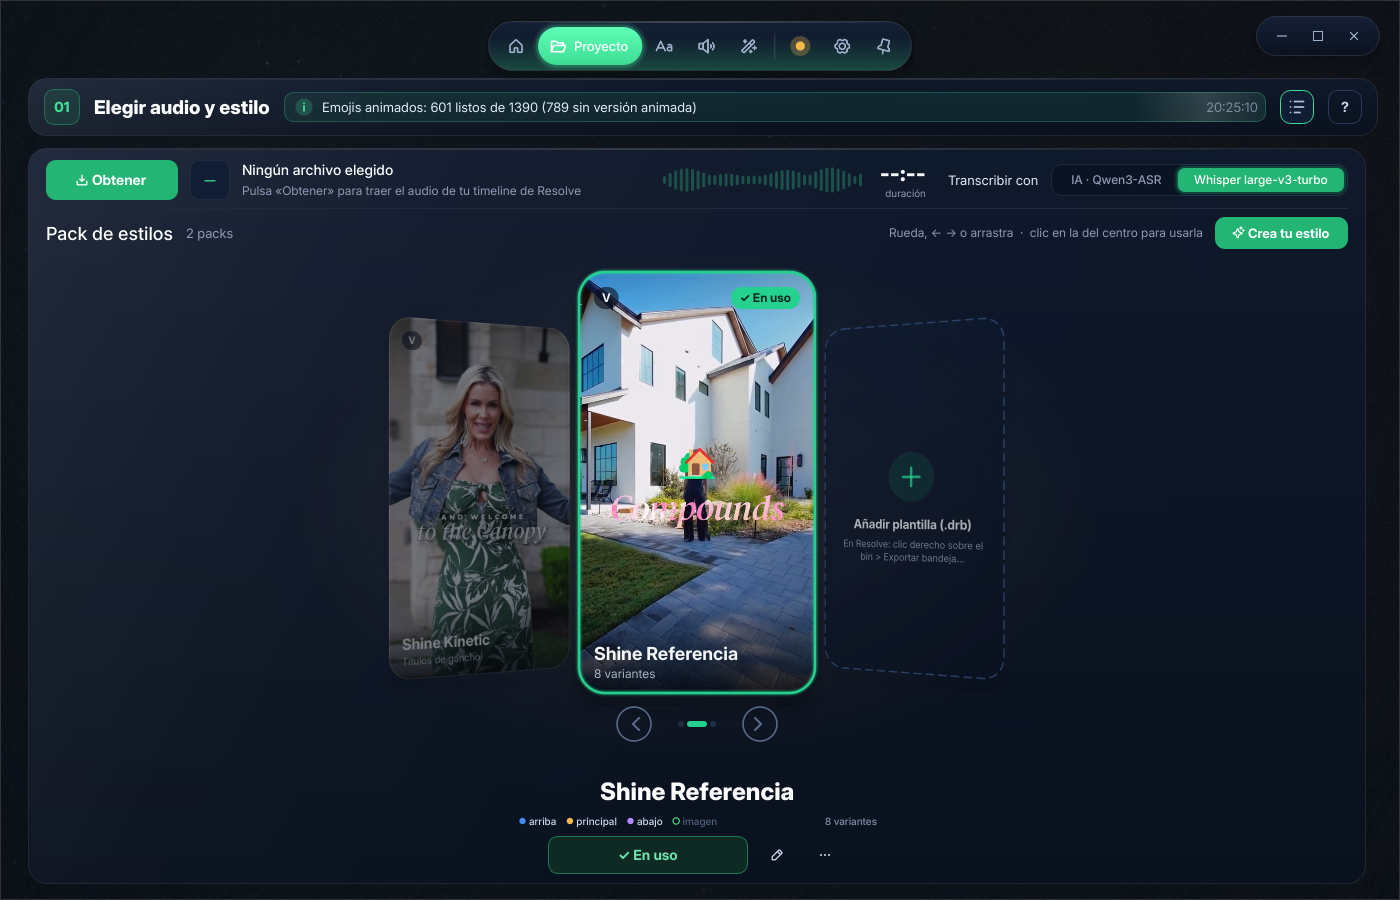 Proyecto
Aa
01
Elegir audio y estilo
i
Emojis animados: 601 listos de 1390 (789 sin versión animada)
20:25:10
?
Obtener
Ningún archivo elegido
Pulsa «Obtener» para traer el audio de tu timeline de Resolve
--:--
duración
Transcribir con
IA · Qwen3-ASR
Whisper large-v3-turbo
Pack de estilos
2 packs
Rueda, ← → o arrastra · clic en la del centro para usarla
Crea tu estilo
V
AND WELCOME
to the Canopy
Shine Kinetic
Títulos de gancho
V
✓ En uso
Compounds
Shine Referencia
8 variantes
Añadir plantilla (.drb)
En Resolve: clic derecho sobre el
bin > Exportar bandeja...
Shine Referencia
arriba
principal
abajo
imagen
8 variantes
✓ En uso